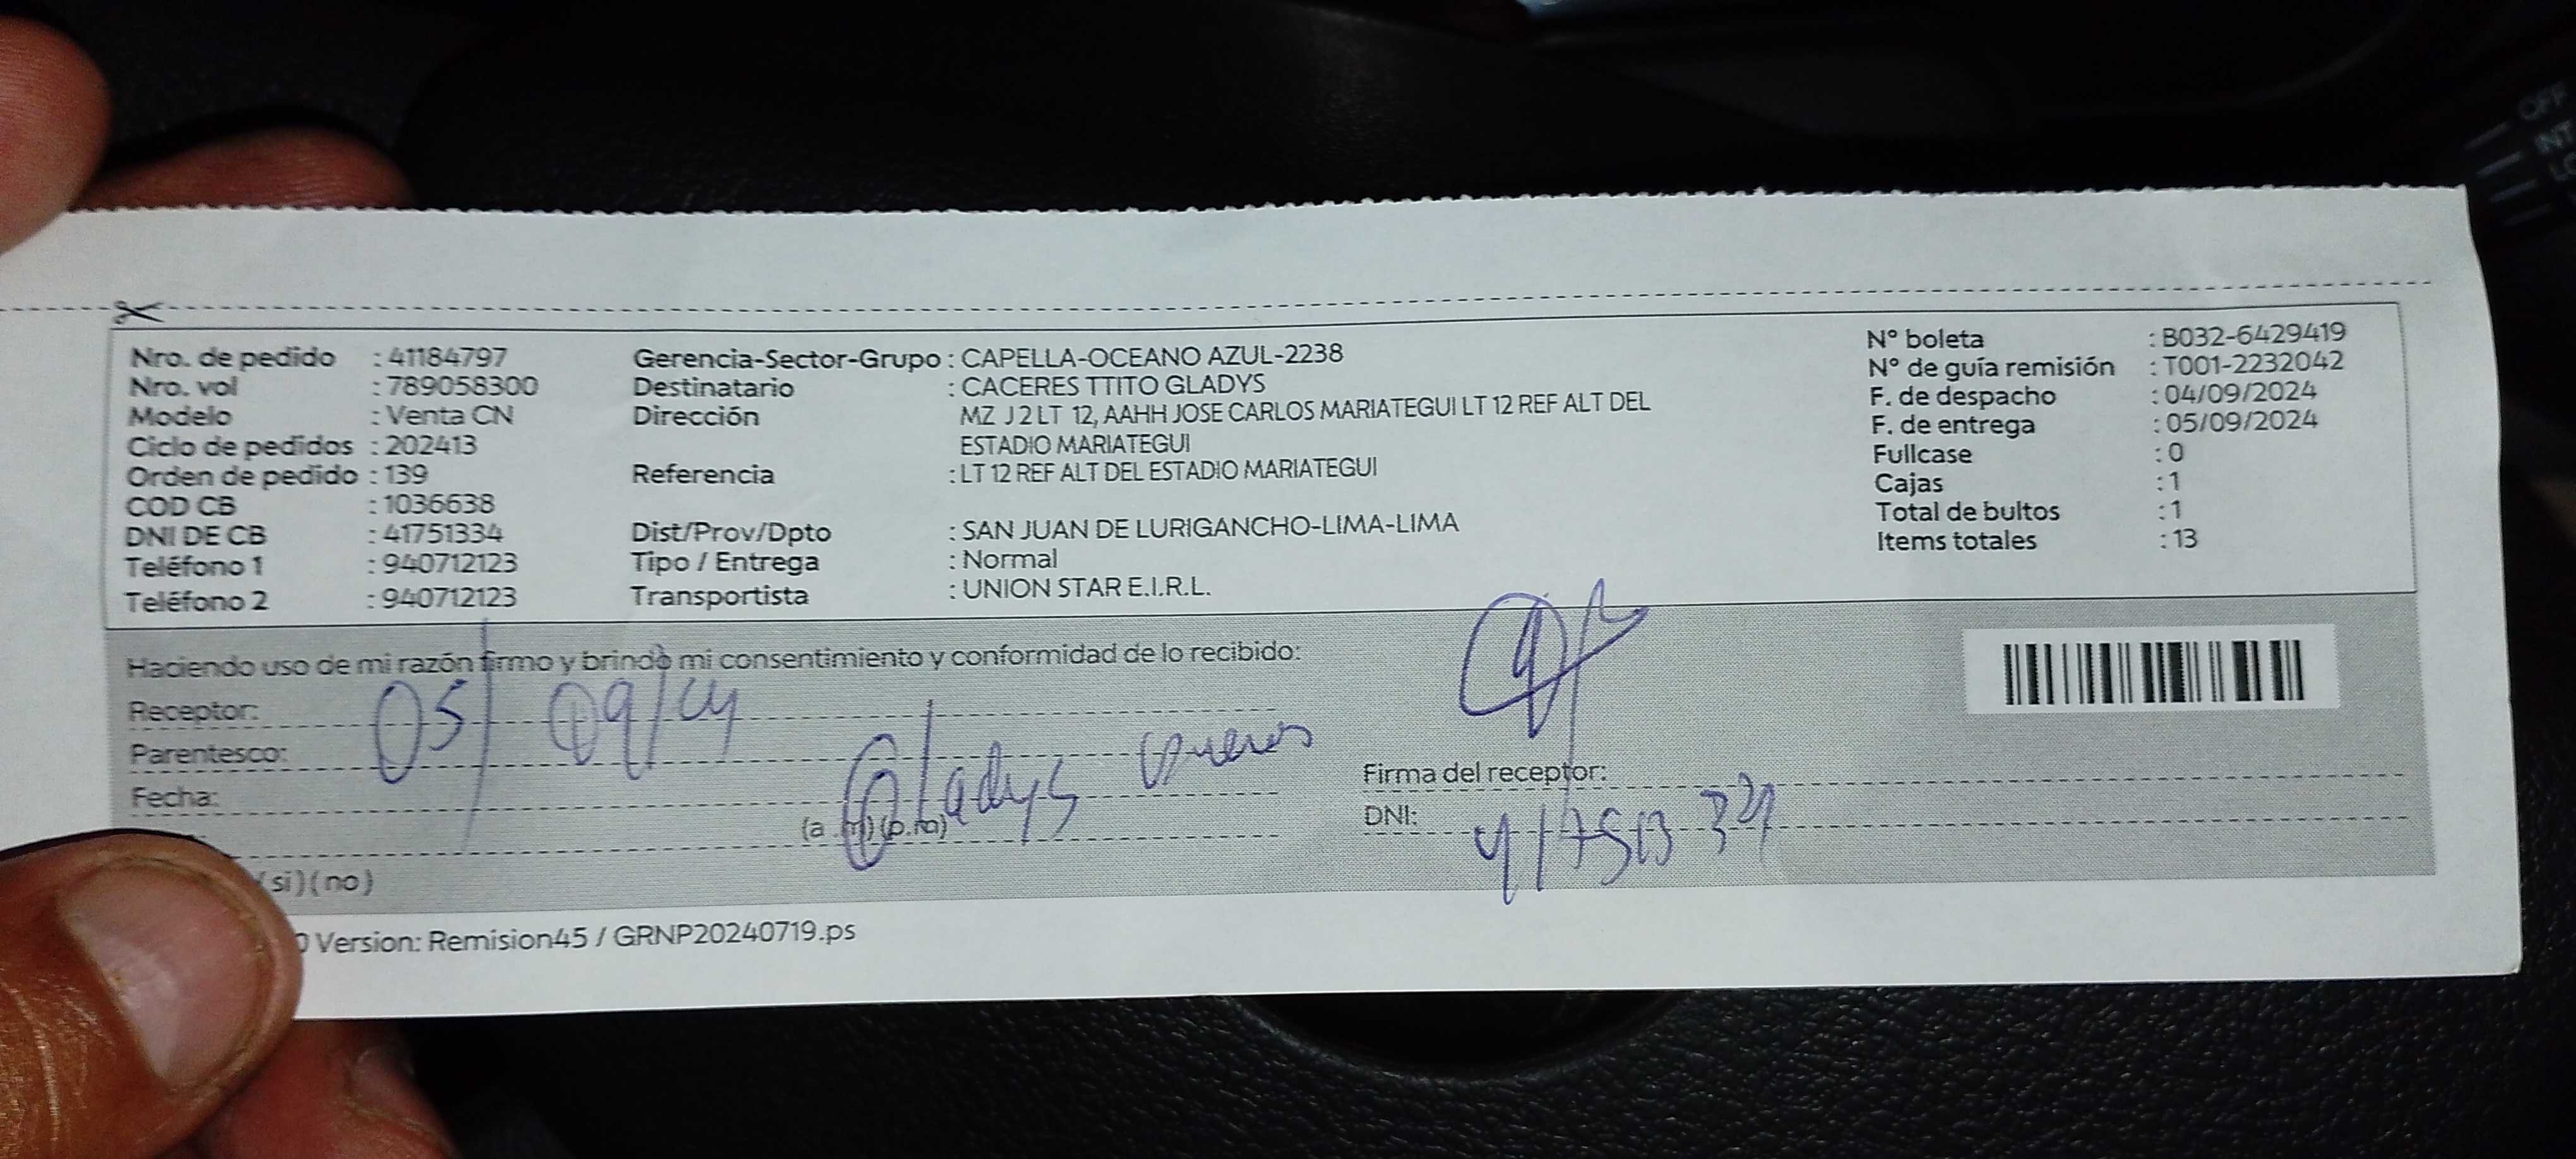 Nro. de pedido : 41184797
Nro. vol : 789058300
Modelo : Venta CN
Ciclo de pedidos : 202413
Orden de pedido : 139
COD CB : 1036638
DNI DE CB : 41751334
Teléfono 1 : 940712123
Teléfono 2 : 940712123
Gerencia-Sector-Grupo : CAPELLA-OCEANO AZUL-2238
Destinatario : CACERES TTITO GLADYS
Dirección MZ J 2 LT 12, AAHH JOSE CARLOS MARIATEGUI LT 12 REF ALT DEL
ESTADIO MARIATEGUI
Referencia : LT 12 REF ALT DEL ESTADIO MARIATEGUI
Dist/Prov/Dpto : SAN JUAN DE LURIGANCHO-LIMA-LIMA
Tipo / Entrega : Normal
Transportista : UNION STAR E.I.R.L.
N° boleta : B032-6429419
N° de guía remisión : T001-2232042
F. de despacho : 04/09/2024
F. de entrega : 05/09/2024
Fullcase : 0
Cajas : 1
Total de bultos : 1
Items totales : 13
Haciendo uso de mi razón firmo y brindo mi consentimiento y conformidad de lo recibido:
Receptor:
05/09/24
Parentesco:
Gladys
Fecha:
(a.m) (p.m)
Firma del receptor:
DNI: 41751334
(si) (no)
Version: Remision45 / GRNP20240719.ps
OFF